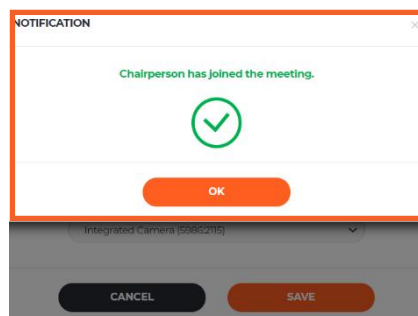 NOTIFICATION ×
Chairperson has joined the meeting.
OK
Integrated Camera (5986:2115)
CANCEL SAVE